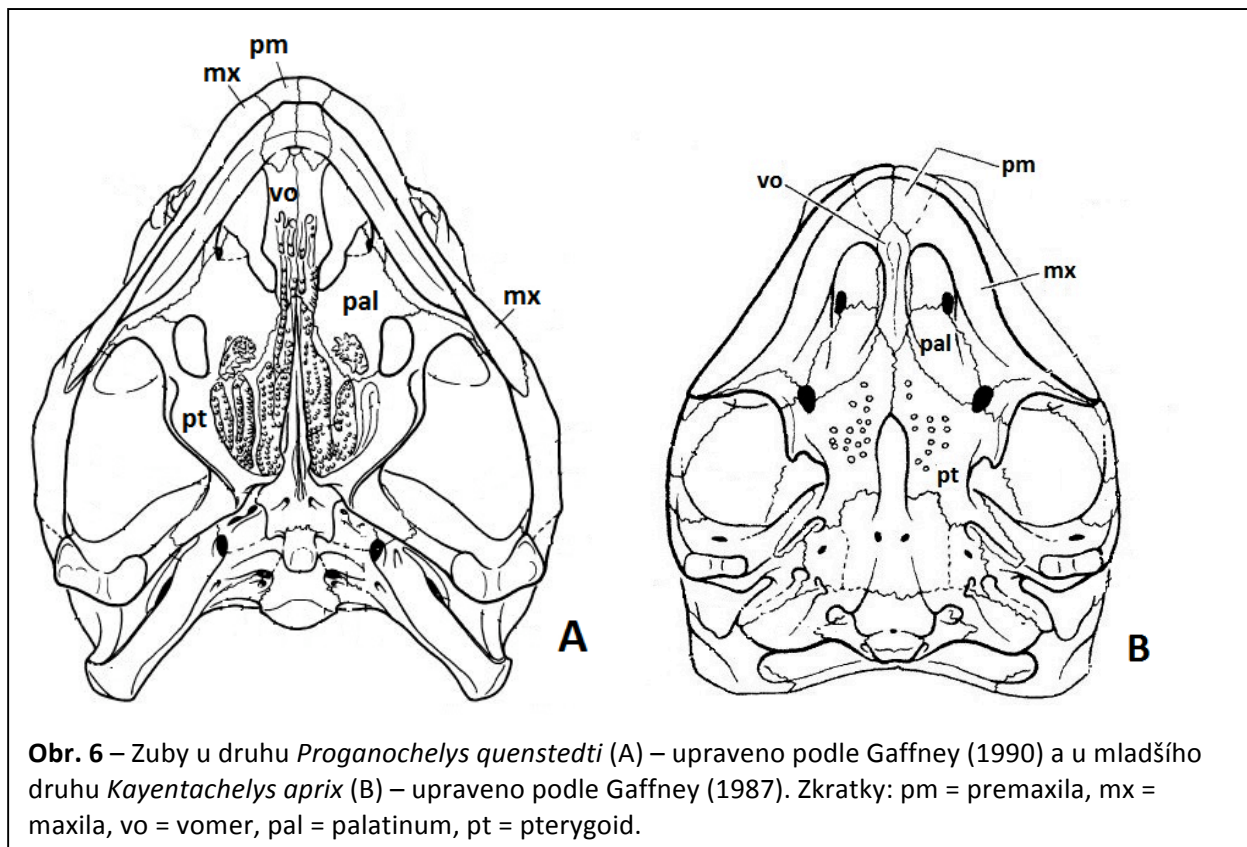 pm
mx
vo
pal
mx
pt
A
pm
vo
mx
pal
pt
B
Obr. 6 – Zuby u druhu Proganochelys quenstedti (A) – upraveno podle Gaffney (1990) a u mladšího
druhu Kayentachelys aprix (B) – upraveno podle Gaffney (1987). Zkratky: pm = premaxila, mx =
maxila, vo = vomer, pal = palatinum, pt = pterygoid.